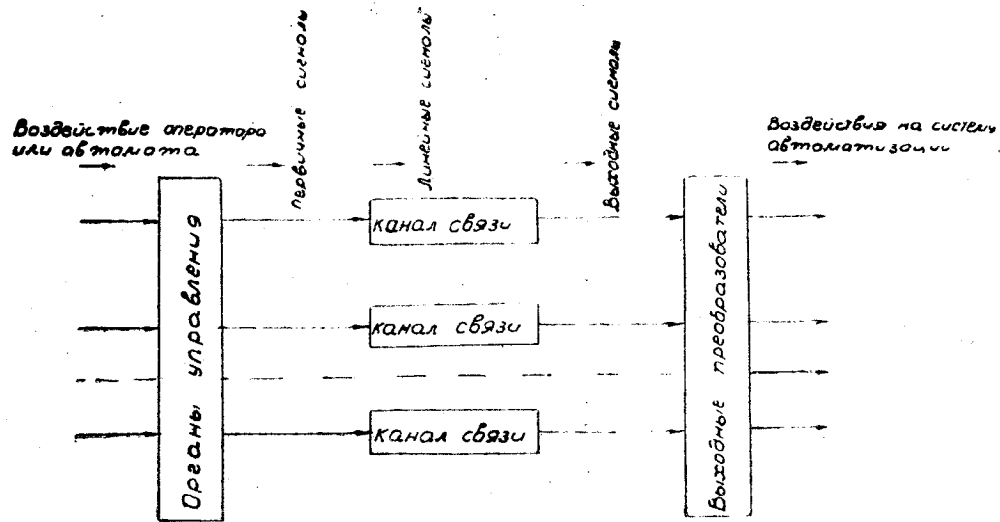 Воздействие оператора
или автомата
Первичные сигналы
Линейные сигналы
Выходные сигналы
Воздействия на систему
автоматизации
Органы управления
канал связи
канал связи
канал связи
Выходные преобразователи